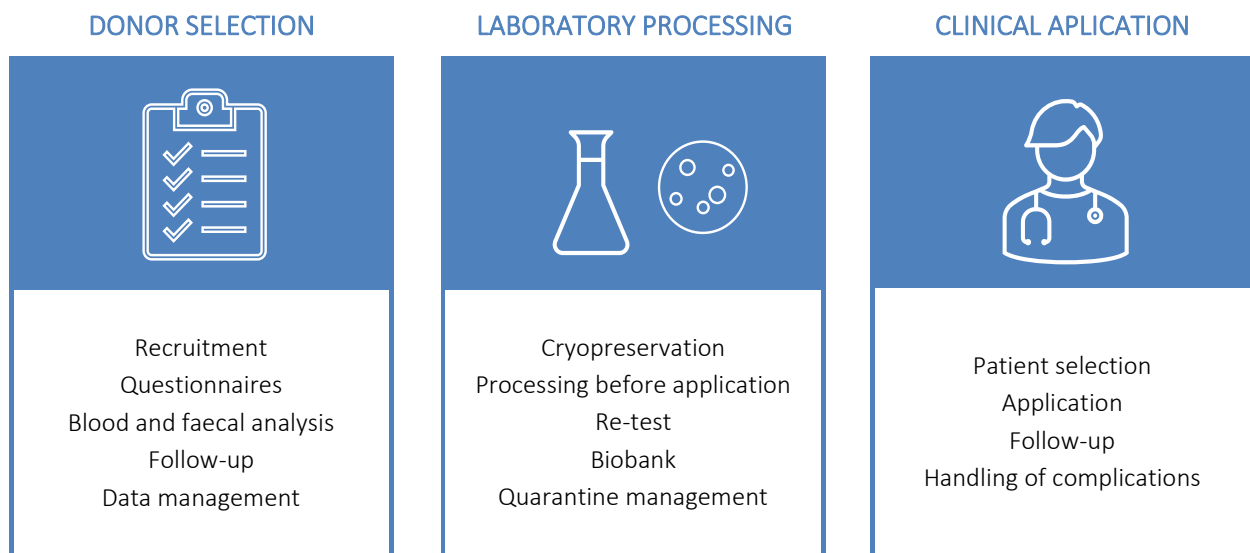 DONOR SELECTION
Recruitment
Questionnaires
Blood and faecal analysis
Follow-up
Data management
LABORATORY PROCESSING
Cryopreservation
Processing before application
Re-test
Biobank
Quarantine management
CLINICAL APLICATION
Patient selection
Application
Follow-up
Handling of complications